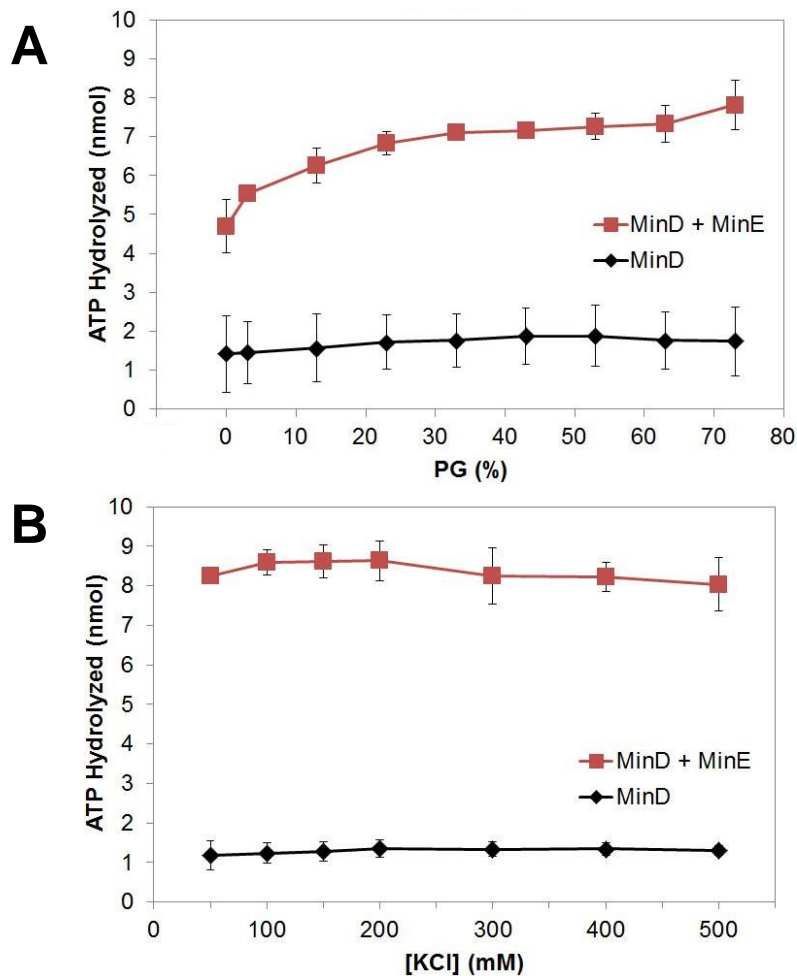 A
10
9
8
7
6
5
4
3
2
1
0
ATP Hydrolyzed (nmol)
MinD + MinE
MinD
0 10 20 30 40 50 60 70 80
PG (%)
B
10
9
8
7
6
5
4
3
2
1
0
ATP Hydrolyzed (nmol)
MinD + MinE
MinD
0 100 200 300 400 500
[KCl] (mM)